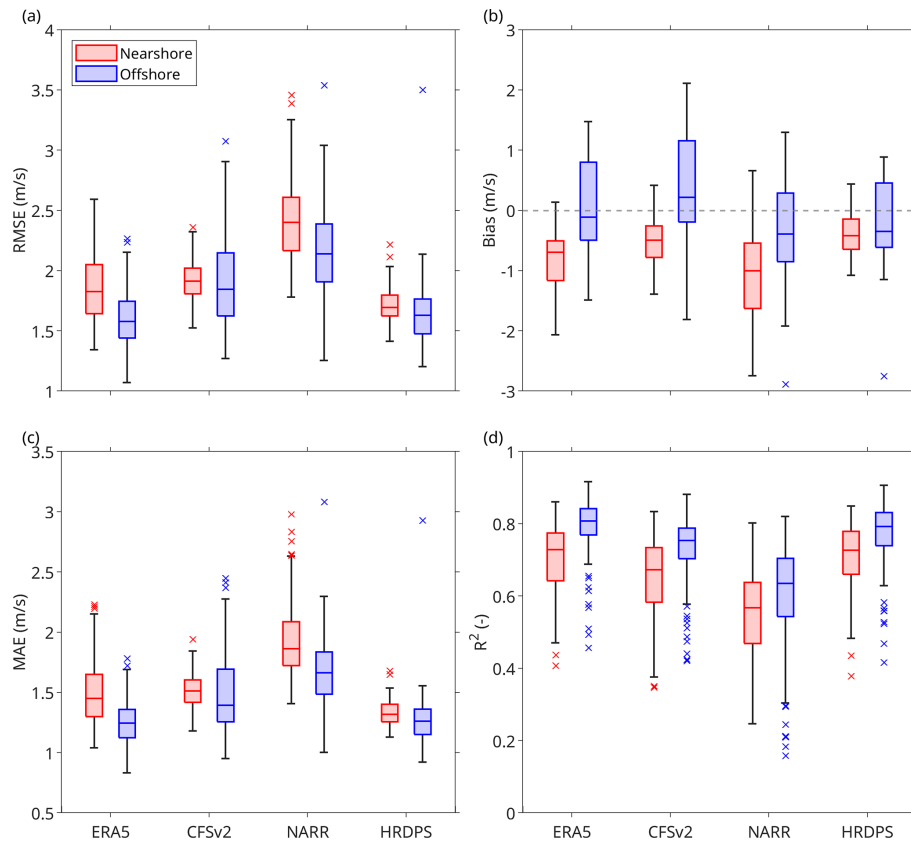 (a)
4
3.5
3
2.5
2
1.5
1
RMSE (m/s)
Nearshore
Offshore
(b)
3
2
1
0
-1
-2
-3
Bias (m/s)
(c)
3.5
3
2.5
2
1.5
1
0.5
MAE (m/s)
ERA5 CFSv2 NARR HRDPS
(d)
1
0.8
0.6
0.4
0.2
0
R² (-)
ERA5 CFSv2 NARR HRDPS